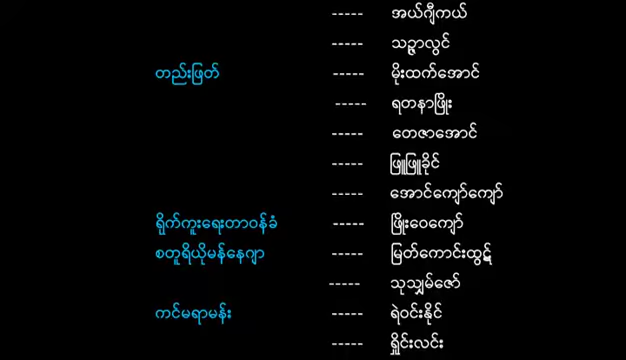 ----- အယ်ဂျီကယ်
----- သဉ္ဇာလွင်
တည်းဖြတ် ----- မိုးထက်အောင်
----- ရတနာဖြိုး
----- တေဇာအောင်
----- ဖြူဖြူခိုင်
----- အောင်ကျော်ကျော်
ရိုက်ကူးရေးတာဝန်ခံ ----- ဖြိုးဝေကျော်
စတူရီယိုမန်နေဂျာ ----- မြတ်ကောင်းထွဋ်
----- သုသျှမ်ဇော်
ကင်မရာမန်း ----- ရဲဝင်းနိုင်
----- ရှိုင်းလင်း